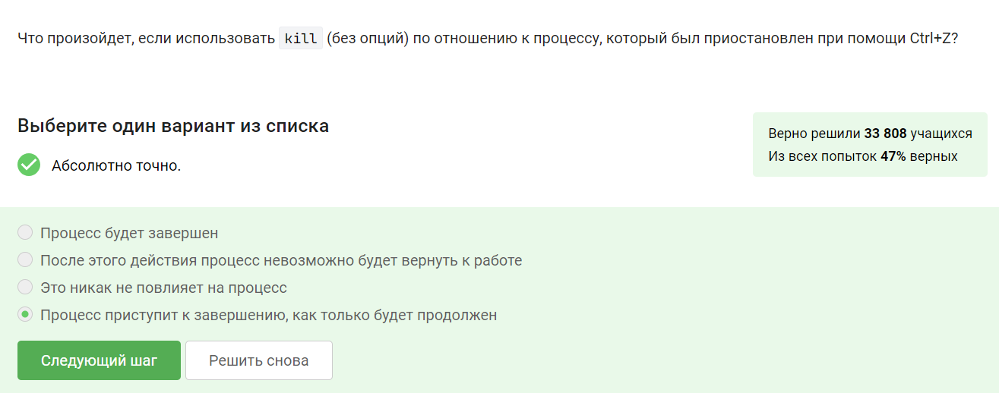 Что произойдет, если использовать kill (без опций) по отношению к процессу, который был приостановлен при помощи Ctrl+Z?
Выберите один вариант из списка
Абсолютно точно.
Верно решили 33 808 учащихся
Из всех попыток 47% верных
Процесс будет завершен
После этого действия процесс невозможно будет вернуть к работе
Это никак не повлияет на процесс
Процесс приступит к завершению, как только будет продолжен
Следующий шаг
Решить снова